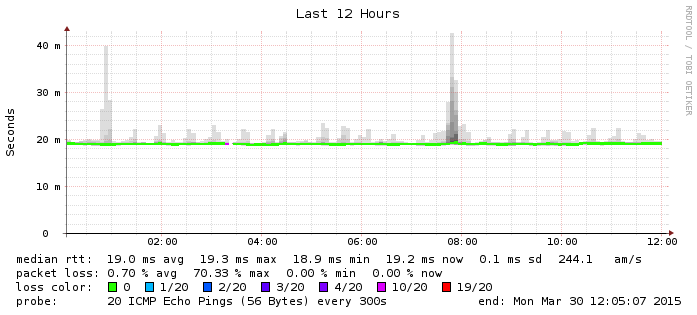 Last 12 Hours
RRDTOOL / TOBI OETIKER
Seconds
40 m
30 m
20 m
10 m
0
02:00 04:00 06:00 08:00 10:00 12:00
median rtt: 19.0 ms avg 19.3 ms max 18.9 ms min 19.2 ms now 0.1 ms sd 244.1 am/s
packet loss: 0.70 % avg 70.33 % max 0.00 % min 0.00 % now
loss color: 0 1/20 2/20 3/20 4/20 10/20 19/20
probe: 20 ICMP Echo Pings (56 Bytes) every 300s end: Mon Mar 30 12:05:07 2015